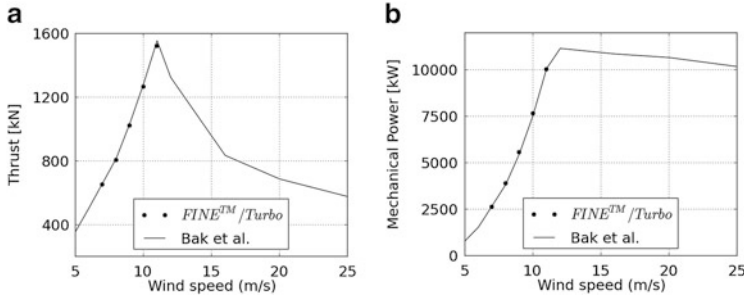 a
1600
1200
800
400
Thrust [kN]
FINE™/Turbo
Bak et al.
5 10 15 20 25
Wind speed (m/s)
b
10000
7500
5000
2500
0
Mechanical Power [kW]
FINE™/Turbo
Bak et al.
5 10 15 20 25
Wind speed (m/s)